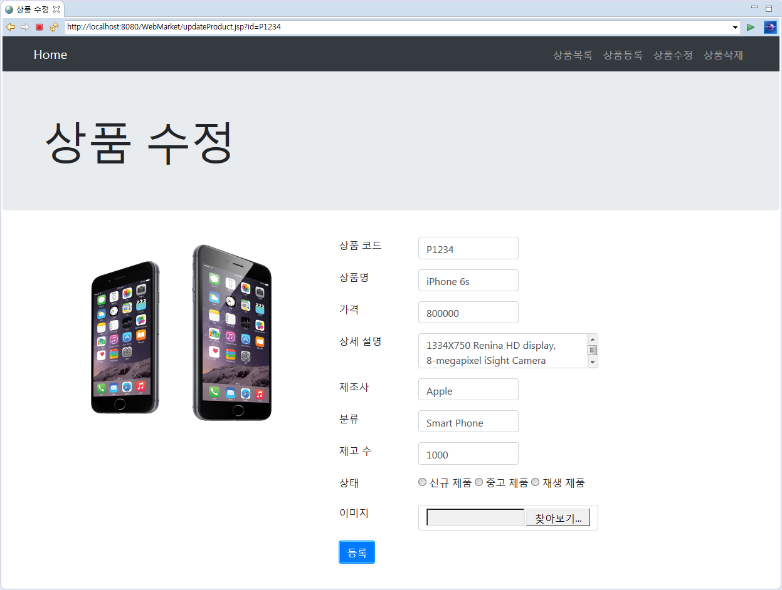 상품 수정
http://localhost:8080/WebMarket/updateProduct.jsp?id=P1234
Home 상품목록 상품등록 상품수정 상품삭제
상품 수정
상품 코드 P1234
상품명 iPhone 6s
가격 800000
상세 설명 1334X750 Renina HD display,
8-megapixel iSight Camera
제조사 Apple
분류 Smart Phone
재고 수 1000
상태 신규 제품 중고 제품 재생 제품
이미지 찾아보기...
등록